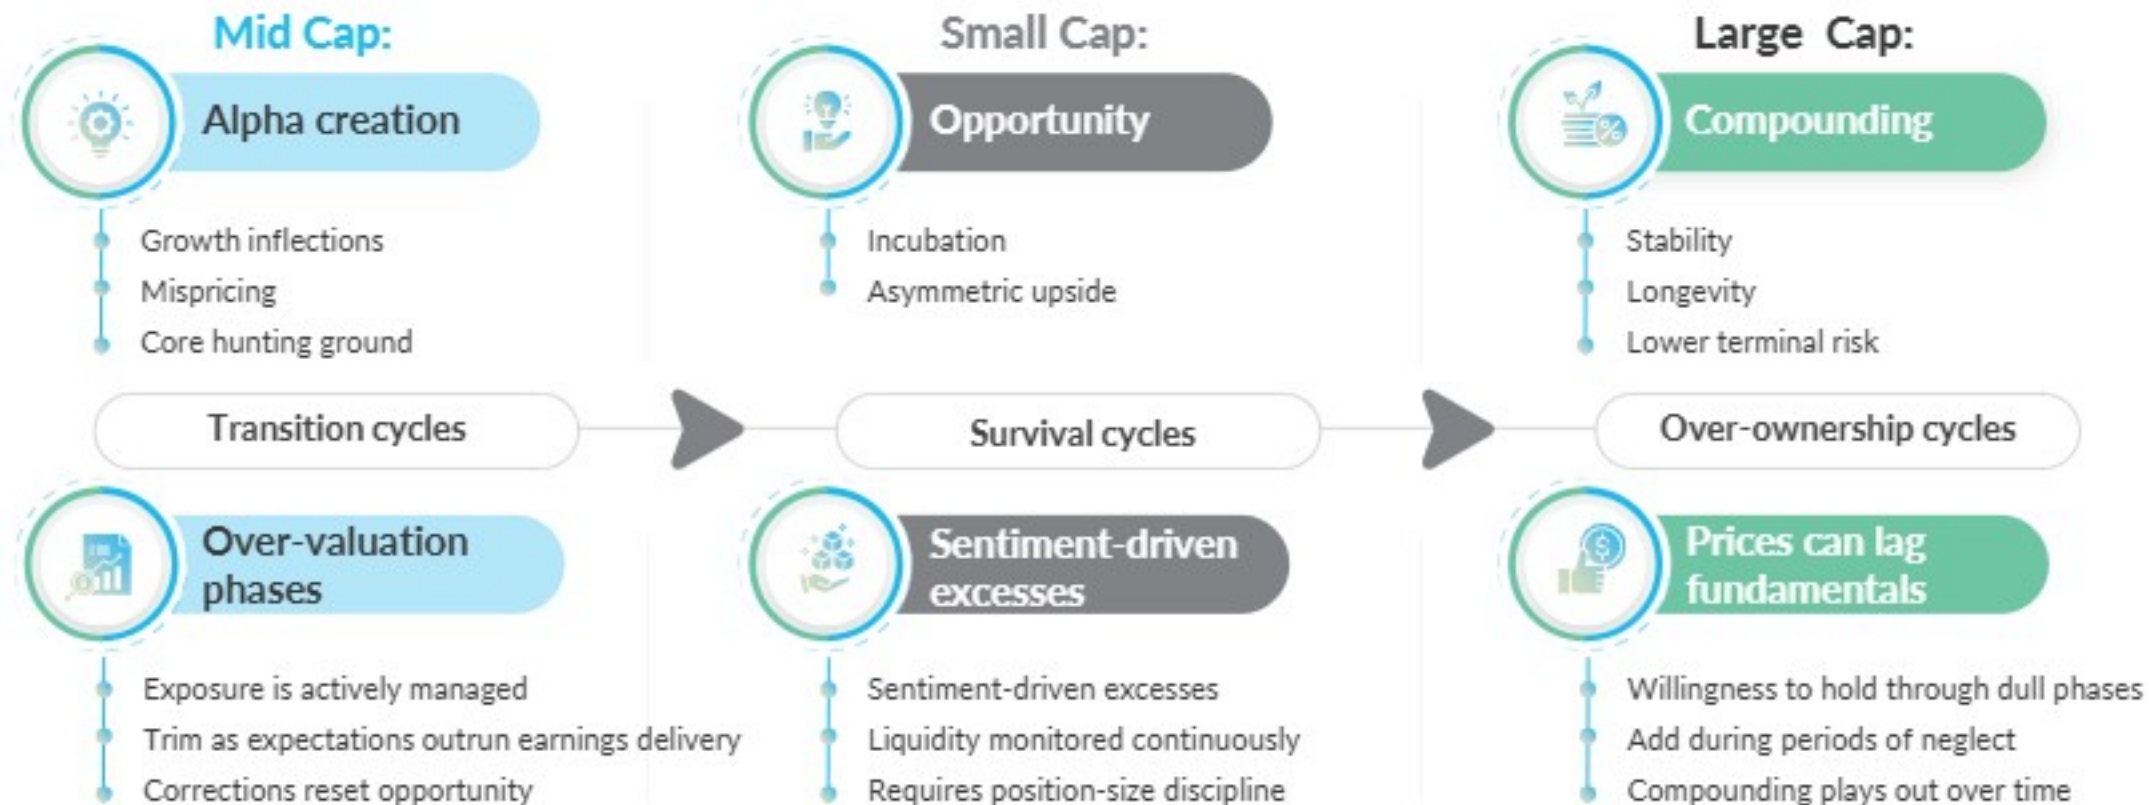 Mid Cap:
Alpha creation
Growth inflections
Mispricing
Core hunting ground
Small Cap:
Opportunity
Incubation
Asymmetric upside
Large Cap:
Compounding
Stability
Longevity
Lower terminal risk
Transition cycles
Survival cycles
Over-ownership cycles
Over-valuation
phases
Exposure is actively managed
Trim as expectations outrun earnings delivery
Corrections reset opportunity
Sentiment-driven
excesses
Sentiment-driven excesses
Liquidity monitored continuously
Requires position-size discipline
Prices can lag
fundamentals
Willingness to hold through dull phases
Add during periods of neglect
Compounding plays out over time